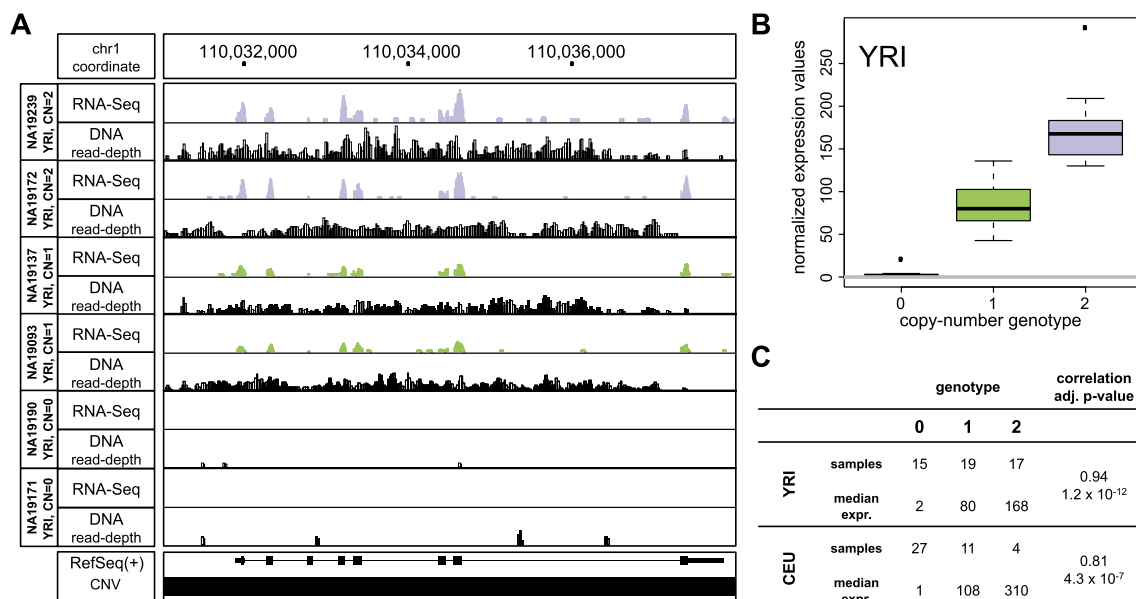 A
chr1
coordinate
110,032,000 110,034,000 110,036,000
NA19239
YRI, CN=2
RNA-Seq
DNA
read-depth
NA19172
YRI, CN=2
RNA-Seq
DNA
read-depth
NA19137
YRI, CN=1
RNA-Seq
DNA
read-depth
NA19093
YRI, CN=1
RNA-Seq
DNA
read-depth
NA19190
YRI, CN=0
RNA-Seq
DNA
read-depth
NA19171
YRI, CN=0
RNA-Seq
DNA
read-depth
RefSeq(+)
CNV
B
YRI
normalized expression values
250
200
150
100
50
0
0 1 2
copy-number genotype
C
genotype
correlation
adj. p-value
0 1 2
YRI
samples 15 19 17
median
expr. 2 80 168
0.94
1.2 x 10⁻¹²
CEU
samples 27 11 4
median
expr. 1 108 310
0.81
4.3 x 10⁻⁷